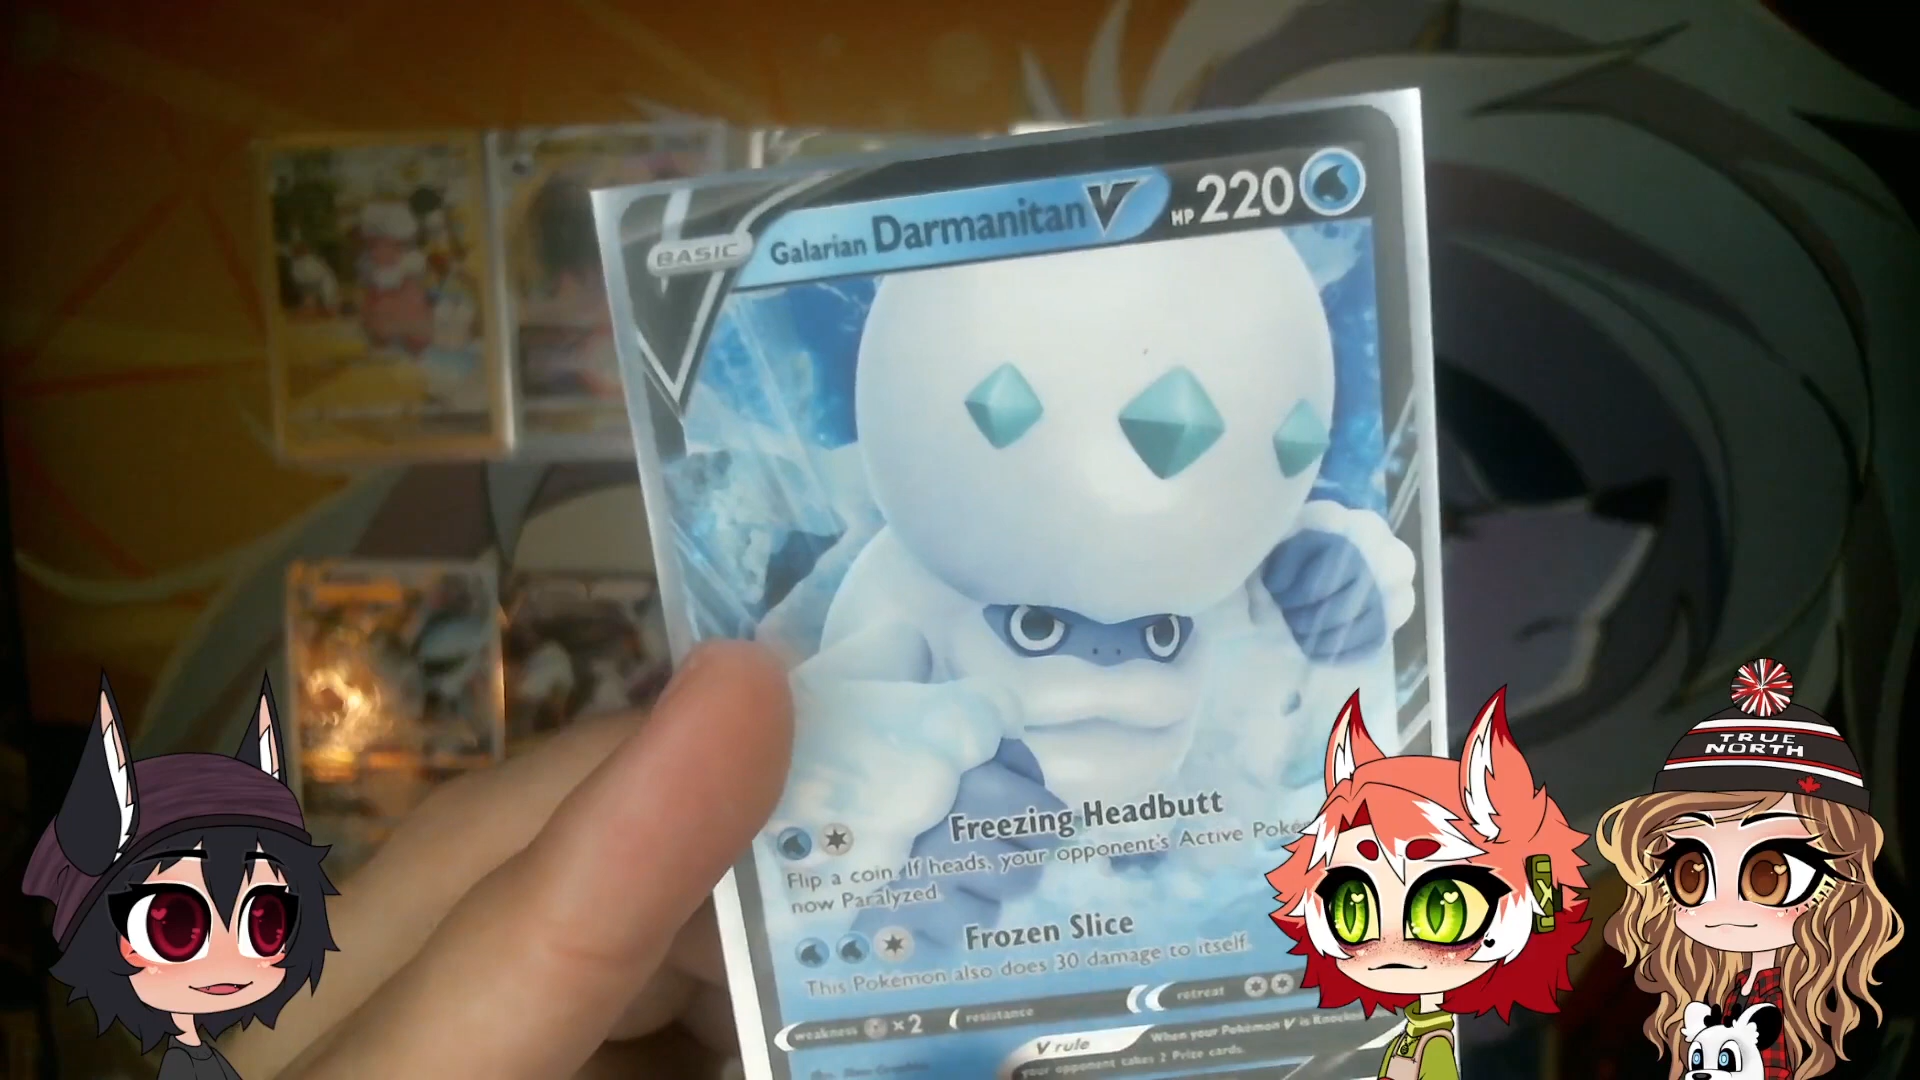 BASIC Galarian Darmanitan V HP 220
Freezing Headbutt
Flip a coin. If heads, your opponent's Active
now Paralyzed
Frozen Slice
This Pokémon also does 30 damage to itself.
weakness ×2 resistance retreat
V rule When your Pokémon V is
your opponent takes 2 Prize cards.
TRUE
NORTH